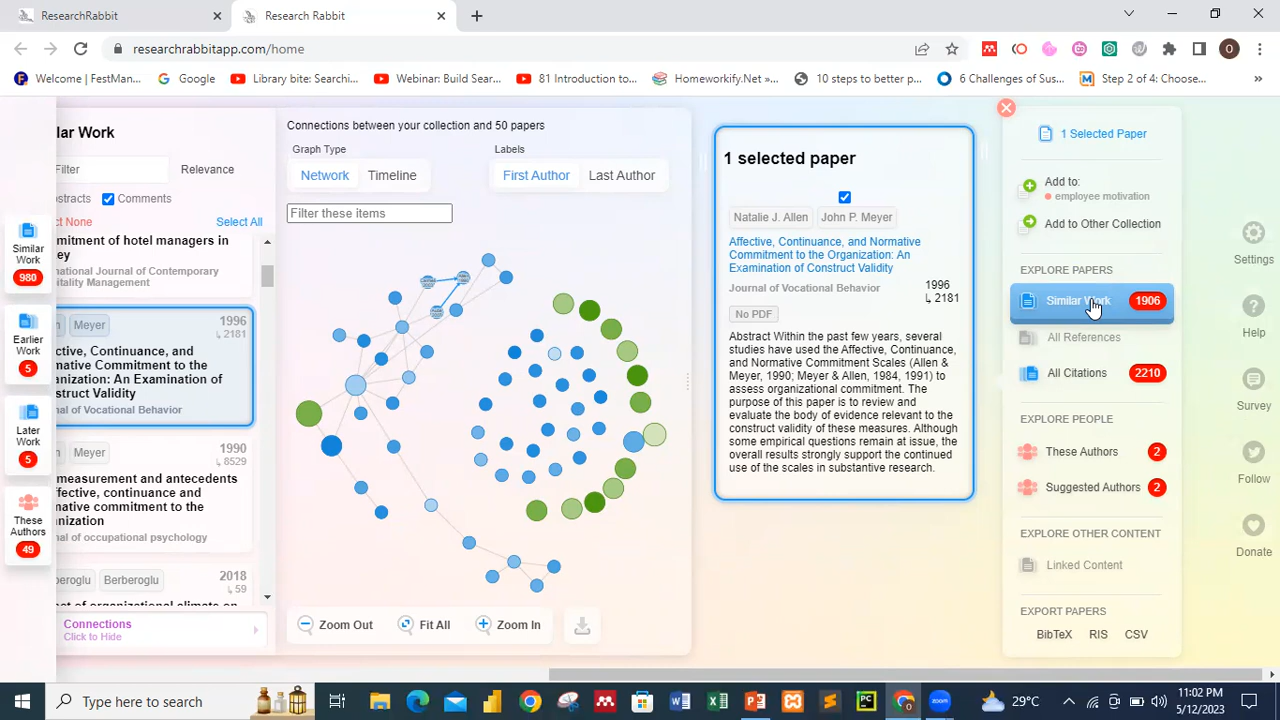 ResearchRabbit
Research Rabbit
researchrabbitapp.com/home
O
Welcome | FestMan...
Google
Library bite: Searchi...
Webinar: Build Sear...
81 Introduction to...
Homeworkify.Net »...
10 steps to better p...
6 Challenges of Sus...
Step 2 of 4: Choose...
»
Similar
Work
980
Earlier
Work
5
Later
Work
5
These
Authors
49
ilar Work
Filter
Relevance
stracts
Comments
ct None
Select All
mitment of hotel managers in
ey
national Journal of Contemporary
itality Management
n
Meyer
1996
2181
ctive, Continuance, and
mative Commitment to the
anization: An Examination of
struct Validity
al of Vocational Behavior
n
Meyer
1990
8529
measurement and antecedents
ffective, continuance and
mative commitment to the
nization
al of occupational psychology
beroglu
Berberoglu
2018
59
ct of organizational climate on
Connections
Click to Hide
Connections between your collection and 50 papers
Graph Type
Network
Timeline
Labels
First Author
Last Author
Filter these items
Zoom Out
Fit All
Zoom In
1 selected paper
Natalie J. Allen
John P. Meyer
Affective, Continuance, and Normative
Commitment to the Organization: An
Examination of Construct Validity
Journal of Vocational Behavior
1996
2181
No PDF
Abstract Within the past few years, several
studies have used the Affective, Continuance,
and Normative Commitment Scales (Allen &
Meyer, 1990; Meyer & Allen, 1984, 1991) to
assess organizational commitment. The
purpose of this paper is to review and
evaluate the body of evidence relevant to the
construct validity of these measures. Although
some empirical questions remain at issue, the
overall results strongly support the continued
use of the scales in substantive research.
1 Selected Paper
Add to:
employee motivation
Add to Other Collection
EXPLORE PAPERS
Similar Work
1906
All References
All Citations
2210
EXPLORE PEOPLE
These Authors
2
Suggested Authors
2
EXPLORE OTHER CONTENT
Linked Content
EXPORT PAPERS
BibTeX
RIS
CSV
Settings
Help
Survey
Follow
Donate
Type here to search
29°C
11:02 PM
5/12/2023